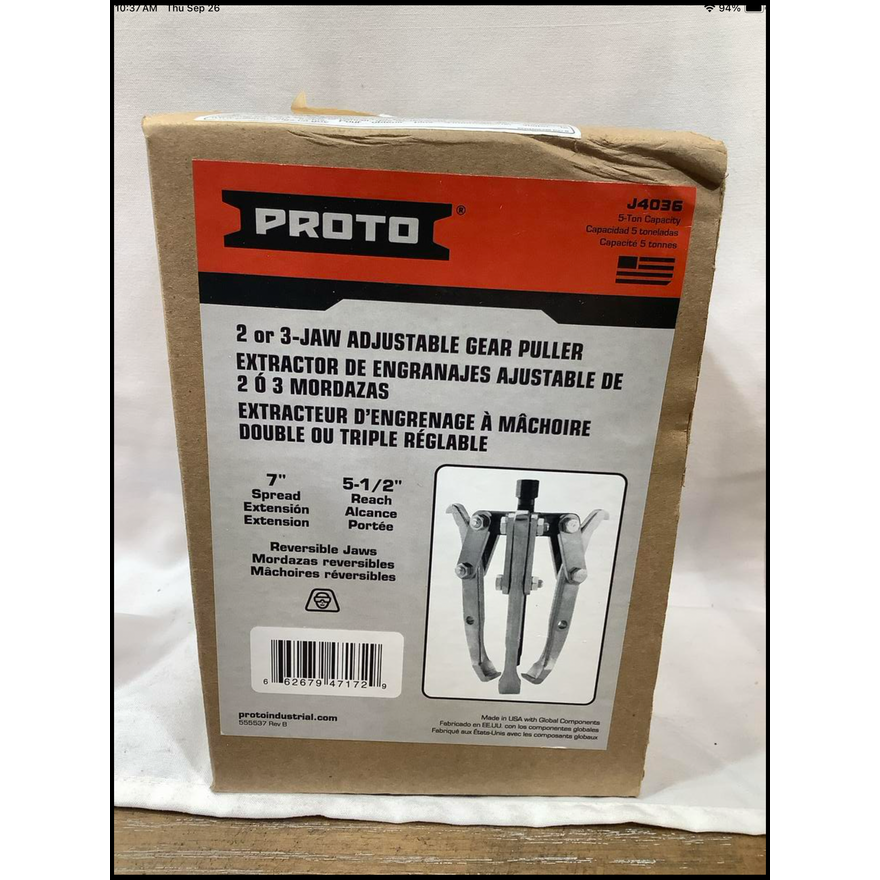 10:37 AM Thu Sep 26
94%
PROTO®
J4036
5-Ton Capacity
Capacidad 5 toneladas
Capacité 5 tonnes
2 or 3-JAW ADJUSTABLE GEAR PULLER
EXTRACTOR DE ENGRANAJES AJUSTABLE DE
2 Ó 3 MORDAZAS
EXTRACTEUR D'ENGRENAGE À MÂCHOIRE
DOUBLE OU TRIPLE RÉGLABLE
7"
Spread
Extensión
Extension
5-1/2"
Reach
Alcance
Portée
Reversible Jaws
Mordazas reversibles
Mâchoires réversibles
6 62679 47172 9
protoindustrial.com
555537 Rev B
Made in USA with Global Components
Fabricado en EE.UU. con los componentes globales
Fabriqué aux États-Unis avec les composants globaux